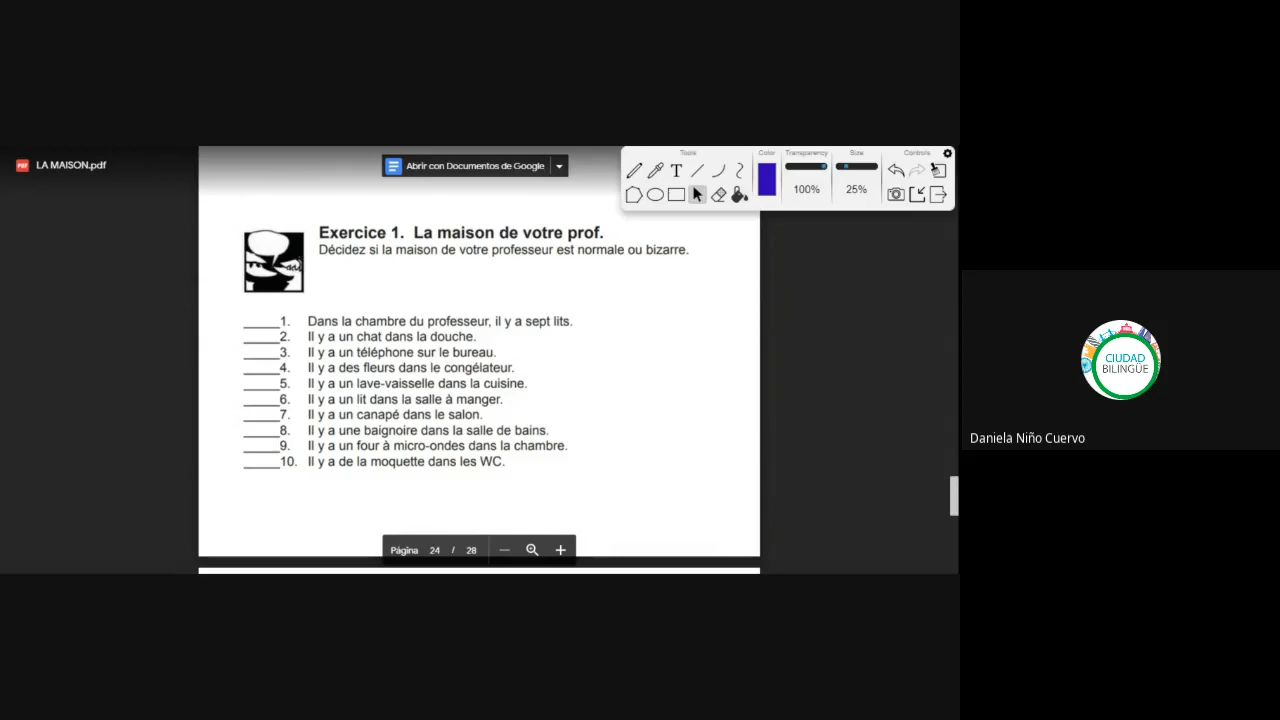 LA MAISON.pdf
Abrir con Documentos de Google
Tools
Color
Transparency
Size
Controls
100%
25%
Exercice 1. La maison de votre prof.
Décidez si la maison de votre professeur est normale ou bizarre.
_____1. Dans la chambre du professeur, il y a sept lits.
_____2. Il y a un chat dans la douche.
_____3. Il y a un téléphone sur le bureau.
_____4. Il y a des fleurs dans le congélateur.
_____5. Il y a un lave-vaisselle dans la cuisine.
_____6. Il y a un lit dans la salle à manger.
_____7. Il y a un canapé dans le salon.
_____8. Il y a une baignoire dans la salle de bains.
_____9. Il y a un four à micro-ondes dans la chambre.
_____10. Il y a de la moquette dans les WC.
Página 24 / 28
CIUDAD
BILINGÜE
Daniela Niño Cuervo